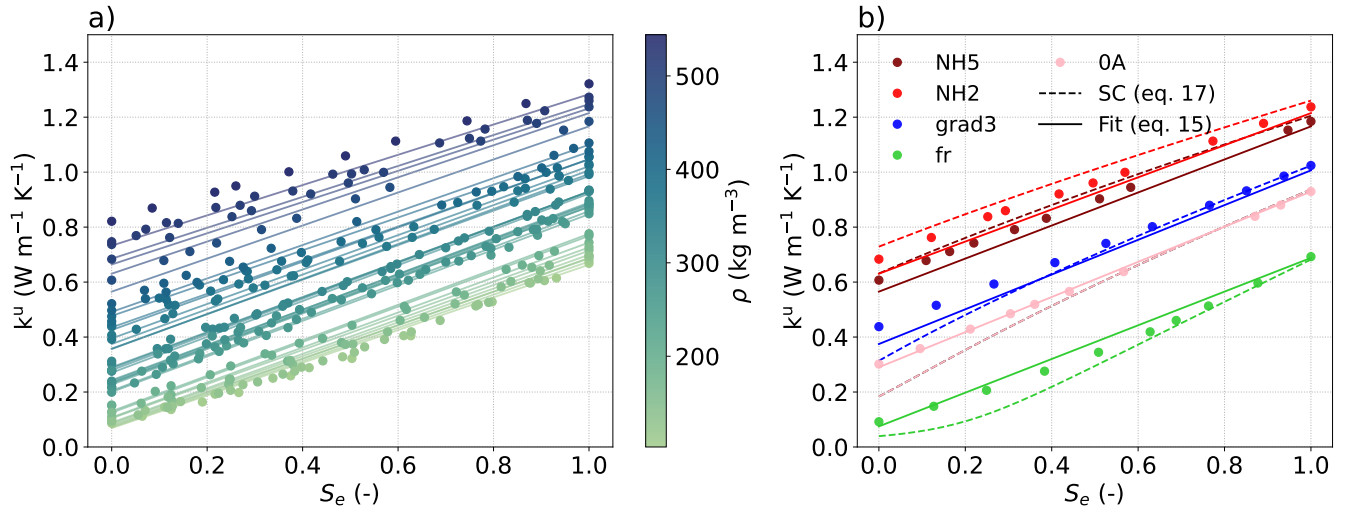 a)
1.4
1.2
1.0
0.8
0.6
0.4
0.2
0.0
k^u (W m⁻¹ K⁻¹)
0.0 0.2 0.4 0.6 0.8 1.0
S_e (-)
500
400
300
200
ρ (kg m⁻³)
b)
1.4
1.2
1.0
0.8
0.6
0.4
0.2
0.0
k^u (W m⁻¹ K⁻¹)
NH5
NH2
grad3
fr
0A
SC (eq. 17)
Fit (eq. 15)
0.0 0.2 0.4 0.6 0.8 1.0
S_e (-)